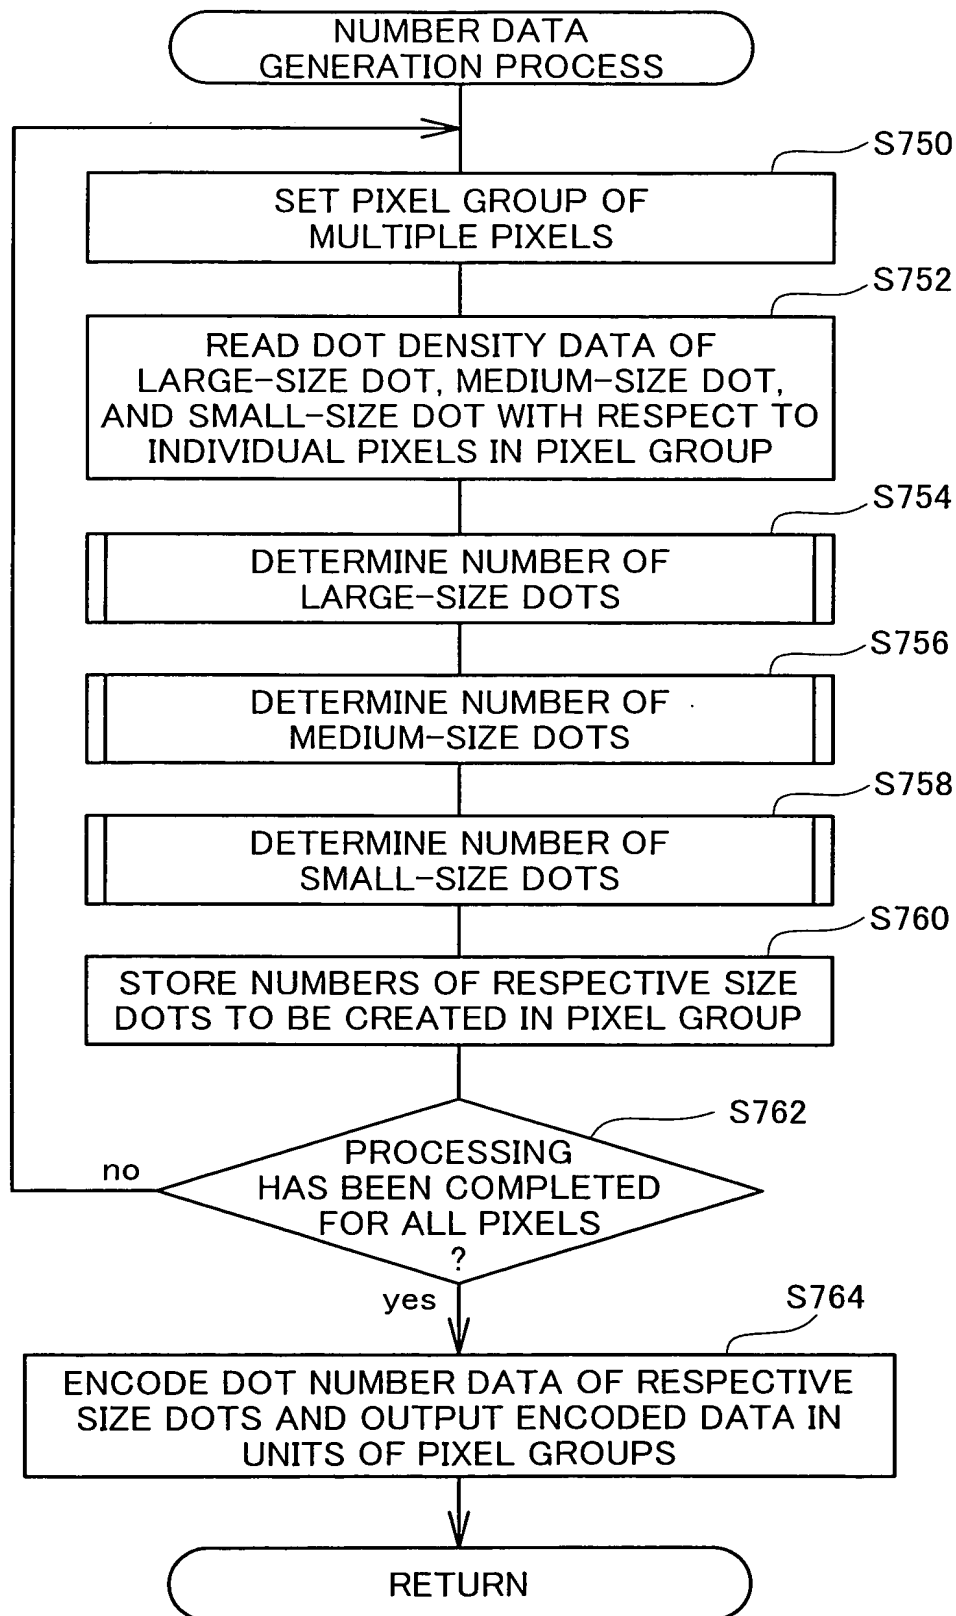 NUMBER DATA
GENERATION PROCESS
S750
SET PIXEL GROUP OF
MULTIPLE PIXELS
S752
READ DOT DENSITY DATA OF
LARGE-SIZE DOT, MEDIUM-SIZE DOT,
AND SMALL-SIZE DOT WITH RESPECT TO
INDIVIDUAL PIXELS IN PIXEL GROUP
S754
DETERMINE NUMBER OF
LARGE-SIZE DOTS
S756
DETERMINE NUMBER OF
MEDIUM-SIZE DOTS
S758
DETERMINE NUMBER OF
SMALL-SIZE DOTS
S760
STORE NUMBERS OF RESPECTIVE SIZE
DOTS TO BE CREATED IN PIXEL GROUP
S762
PROCESSING
no
HAS BEEN COMPLETED
FOR ALL PIXELS
?
yes
S764
ENCODE DOT NUMBER DATA OF RESPECTIVE
SIZE DOTS AND OUTPUT ENCODED DATA IN
UNITS OF PIXEL GROUPS
RETURN